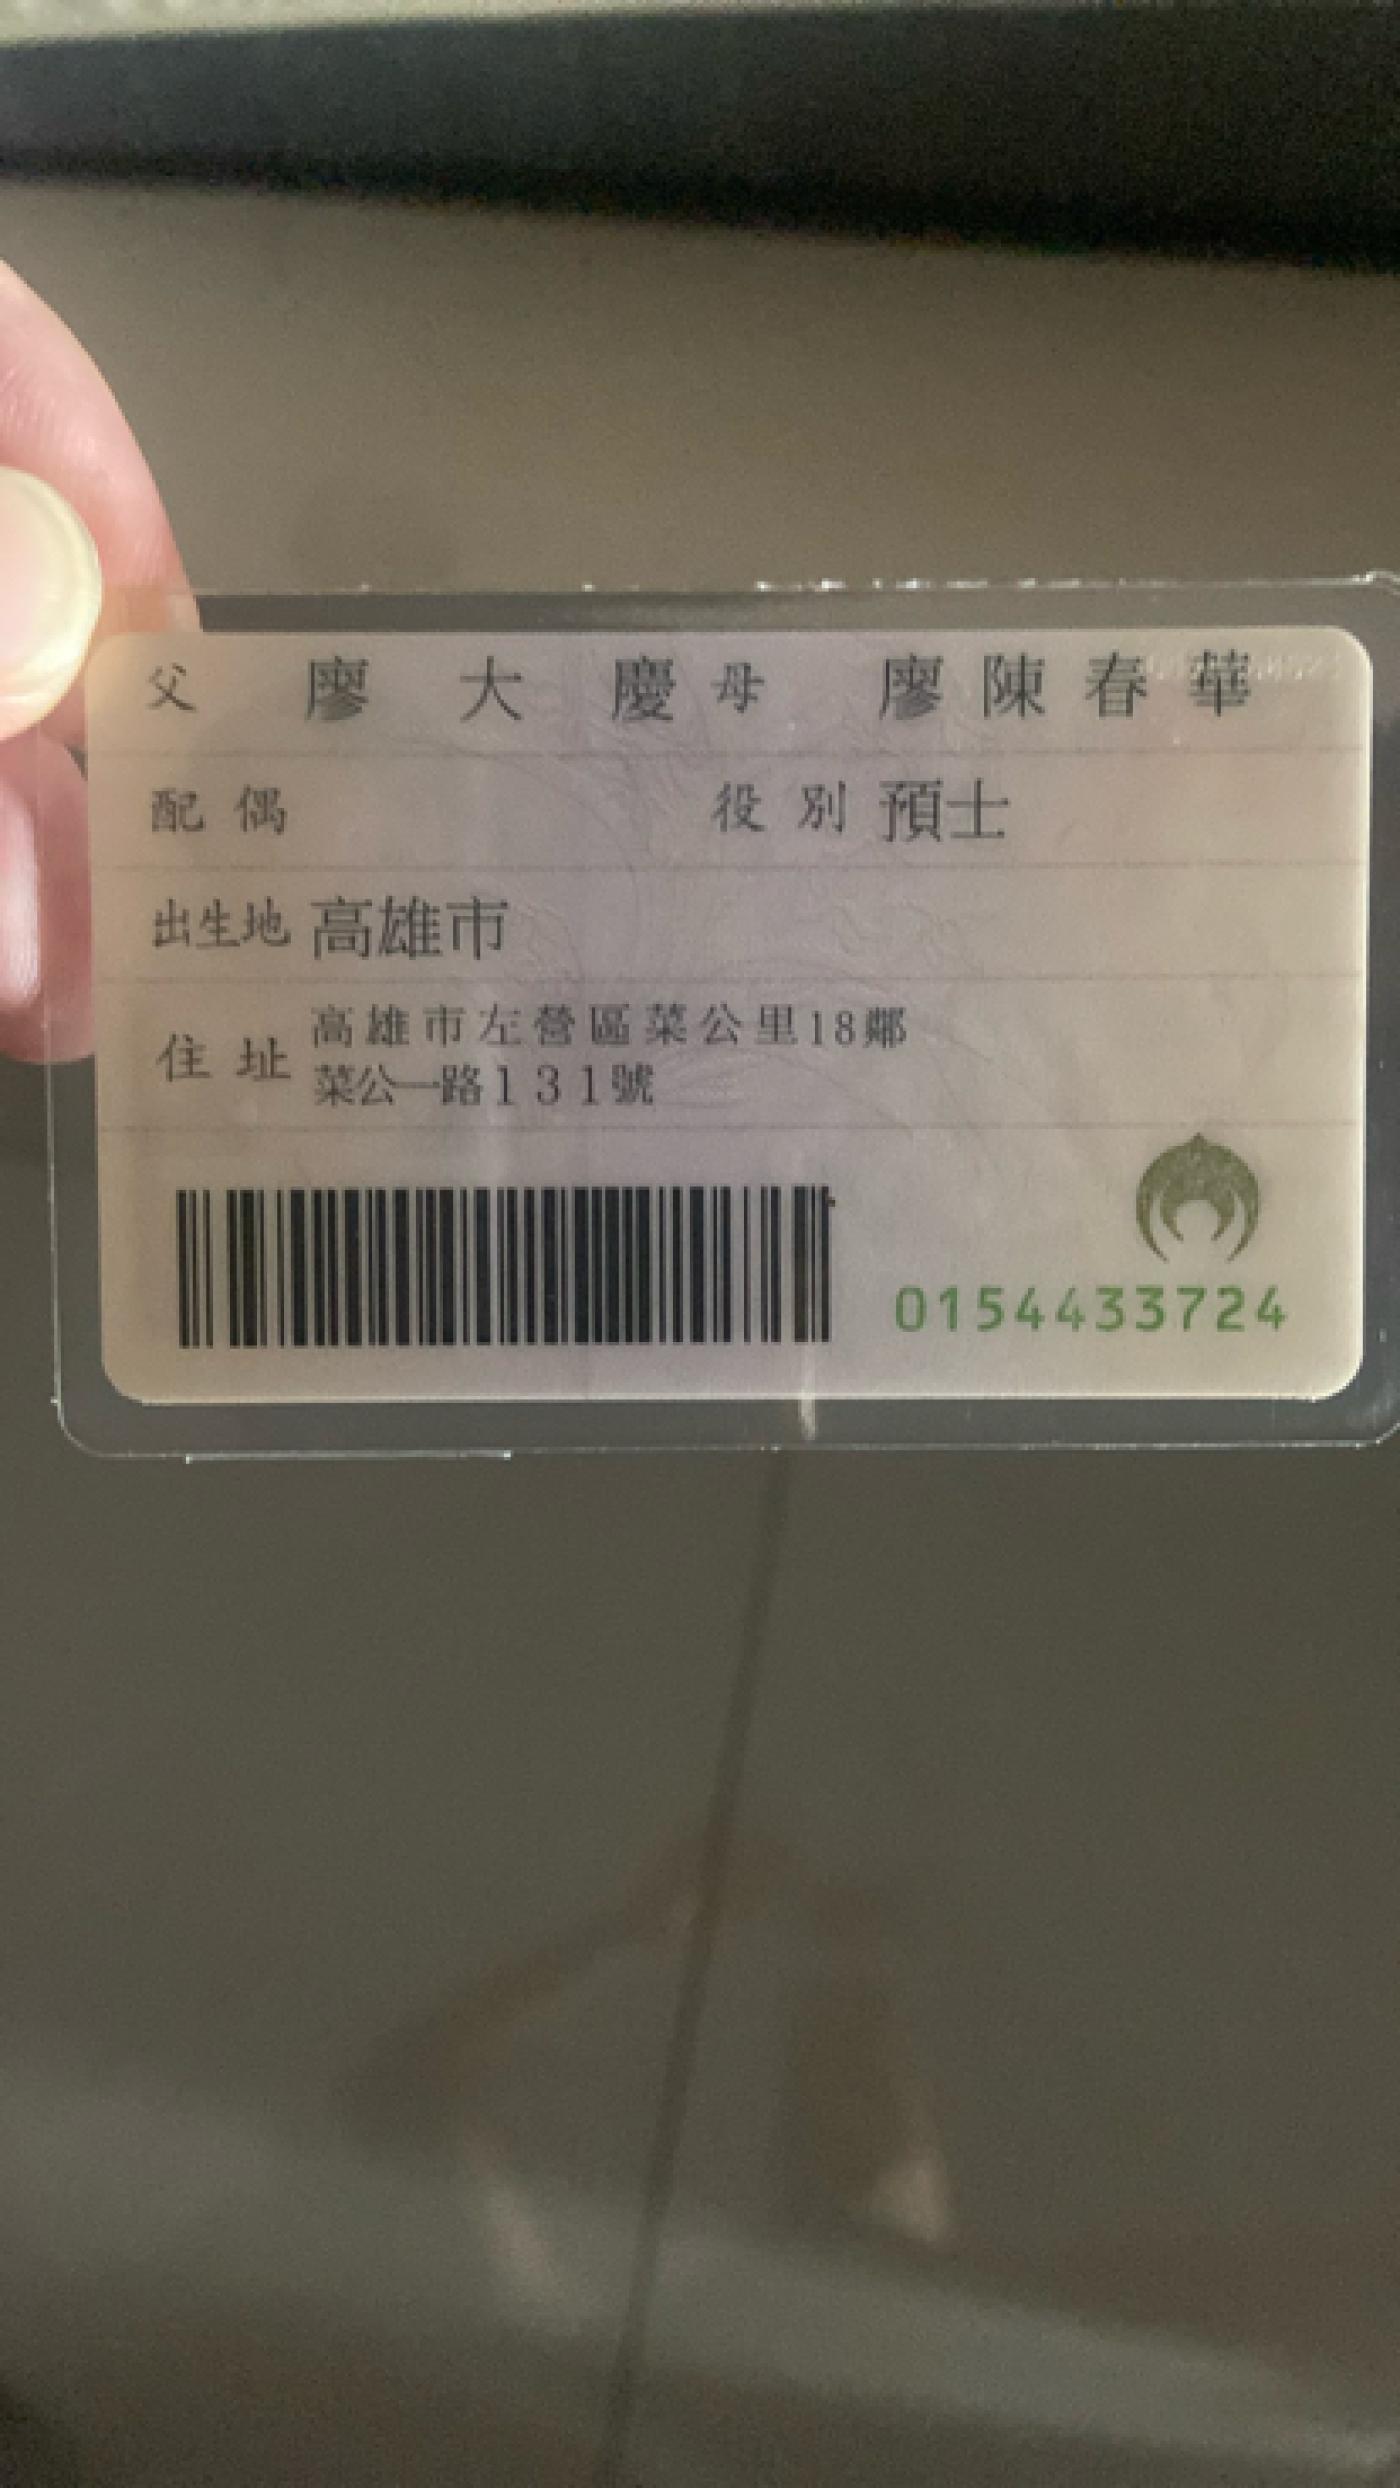 父 廖大慶 母 廖陳春華
配偶 役別 預士
出生地 高雄市
住址 高雄市左營區菜公里18鄰
菜公一路131號
0154433724